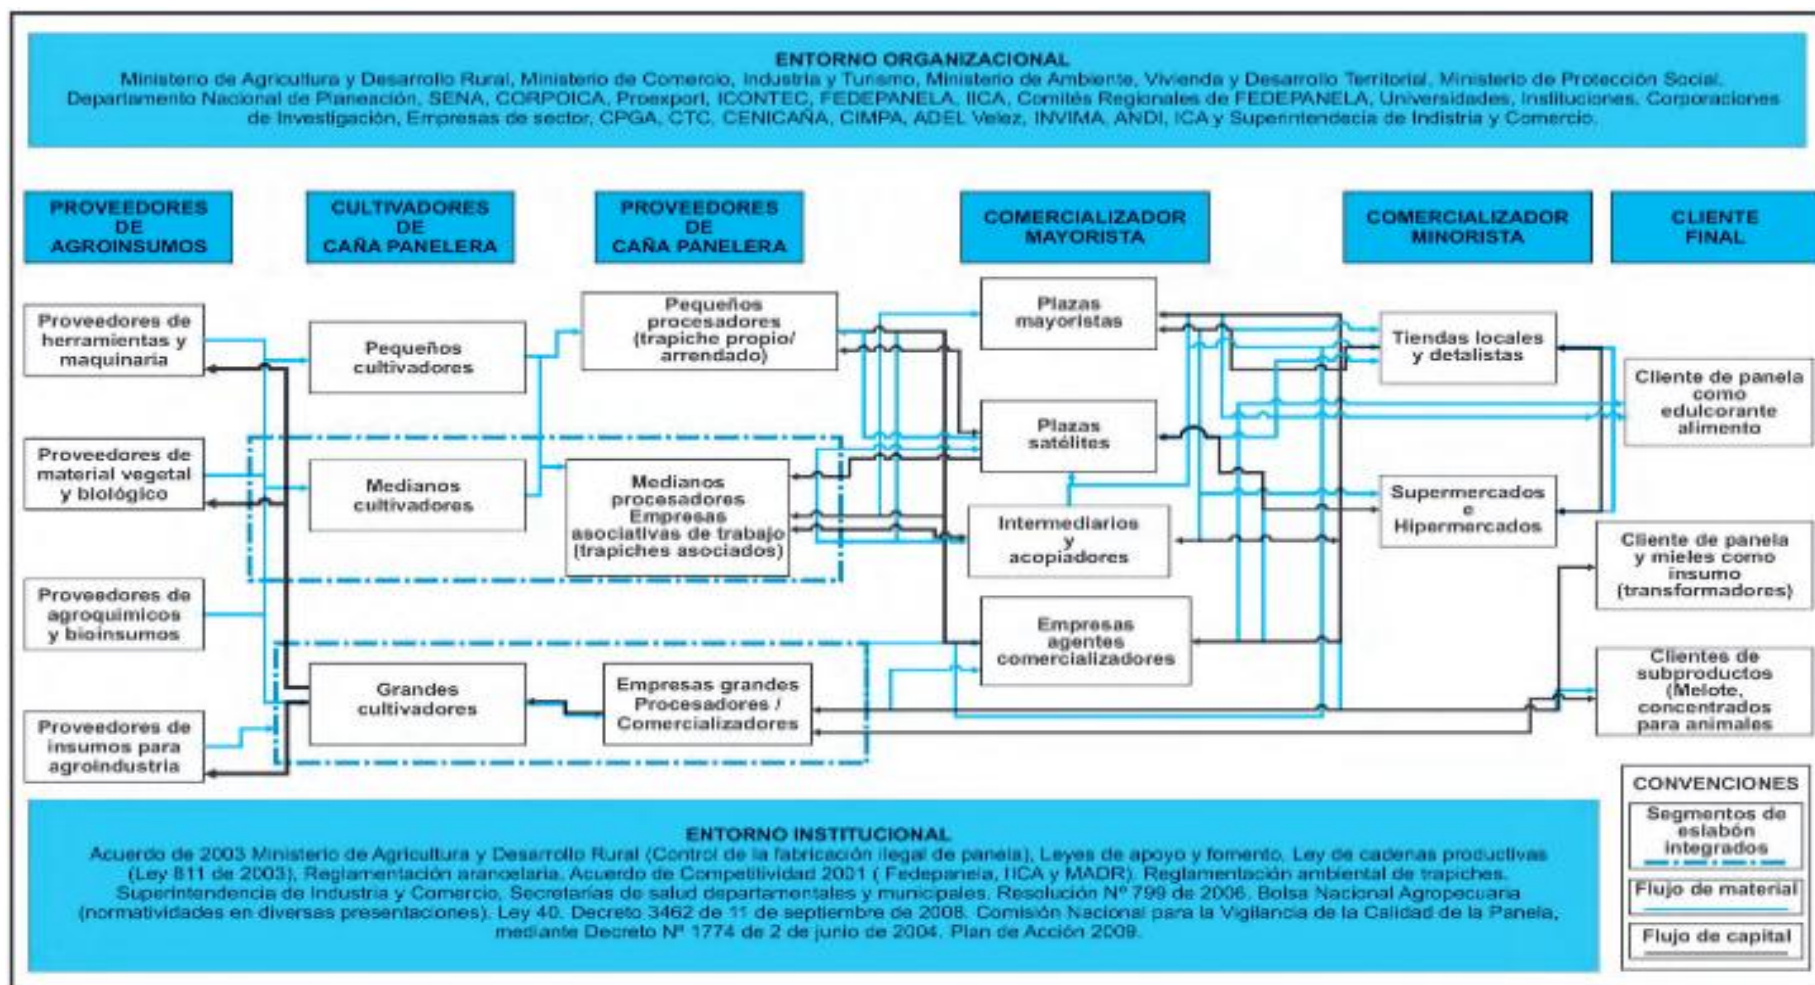 ENTORNO ORGANIZACIONAL
Ministerio de Agricultura y Desarrollo Rural, Ministerio de Comercio, Industria y Turismo, Ministerio de Ambiente, Vivienda y Desarrollo Territorial, Ministerio de Protección Social.
Departamento Nacional de Planeación, SENA, CORPOICA, Proexport, ICONTEC, FEDEPANELA, IICA, Comités Regionales de FEDEPANELA, Universidades, Instituciones, Corporaciones
de Investigación, Empresas de sector, CPGA, CTC, CENICAÑA, CIMPA, ADEL Velez, INVIMA, ANDI, ICA y Superintendecia de Indistria y Comercio.
PROVEEDORES
DE
AGROINSUMOS
CULTIVADORES
DE
CAÑA PANELERA
PROVEEDORES
DE
CAÑA PANELERA
COMERCIALIZADOR
MAYORISTA
COMERCIALIZADOR
MINORISTA
CLIENTE
FINAL
Proveedores de
herramientas y
maquinaria
Proveedores de
material vegetal
y biológico
Proveedores de
agroquímicos
y bioinsumos
Proveedores de
insumos para
agroindustria
Pequeños
cultivadores
Medianos
cultivadores
Grandes
cultivadores
Pequeños
procesadores
(trapiche propio/
arrendado)
Medianos
procesadores
Empresas
asociativas de trabajo
(trapiches asociados)
Empresas grandes
Procesadores /
Comercializadores
Plazas
mayoristas
Plazas
satélites
Intermediarios
y
acopiadores
Empresas
agentes
comercializadores
Tiendas locales
y detalistas
Supermercados
e
Hipermercados
Cliente de panela
como
edulcorante
alimento
Cliente de panela
y mieles como
insumo
(transformadores)
Clientes de
subproductos
(Melote,
concentrados
para animales
CONVENCIONES
Segmentos de
eslabón
integrados
Flujo de material
Flujo de capital
ENTORNO INSTITUCIONAL
Acuerdo de 2003 Ministerio de Agricultura y Desarrollo Rural (Control de la fabricación ilegal de panela), Leyes de apoyo y fomento, Ley de cadenas productivas
(Ley 811 de 2003), Reglamentación arancelaria, Acuerdo de Competitividad 2001 ( Fedepanela, IICA y MADR). Reglamentación ambiental de trapiches.
Superintendencia de Industria y Comercio, Secretarías de salud departamentales y municipales. Resolución Nº 799 de 2006. Bolsa Nacional Agropecuaria
(normatividades en diversas presentaciones). Ley 40. Decreto 3462 de 11 de septiembre de 2008. Comisión Nacional para la Vigilancia de la Calidad de la Panela,
mediante Decreto Nº 1774 de 2 de junio de 2004. Plan de Acción 2009.